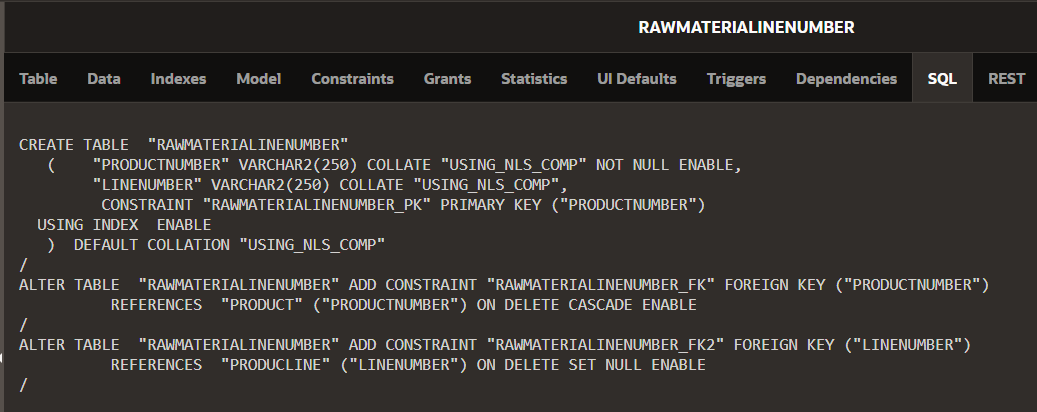 RAWMATERIALINENUMBER
Table Data Indexes Model Constraints Grants Statistics UI Defaults Triggers Dependencies SQL REST
CREATE TABLE  "RAWMATERIALINENUMBER"
   (    "PRODUCTNUMBER" VARCHAR2(250) COLLATE "USING_NLS_COMP" NOT NULL ENABLE,
        "LINENUMBER" VARCHAR2(250) COLLATE "USING_NLS_COMP",
         CONSTRAINT "RAWMATERIALINENUMBER_PK" PRIMARY KEY ("PRODUCTNUMBER")
  USING INDEX  ENABLE
   )  DEFAULT COLLATION "USING_NLS_COMP"
/
ALTER TABLE  "RAWMATERIALINENUMBER" ADD CONSTRAINT "RAWMATERIALINENUMBER_FK" FOREIGN KEY ("PRODUCTNUMBER")
          REFERENCES  "PRODUCT" ("PRODUCTNUMBER") ON DELETE CASCADE ENABLE
/
ALTER TABLE  "RAWMATERIALINENUMBER" ADD CONSTRAINT "RAWMATERIALINENUMBER_FK2" FOREIGN KEY ("LINENUMBER")
          REFERENCES  "PRODUCLINE" ("LINENUMBER") ON DELETE SET NULL ENABLE
/